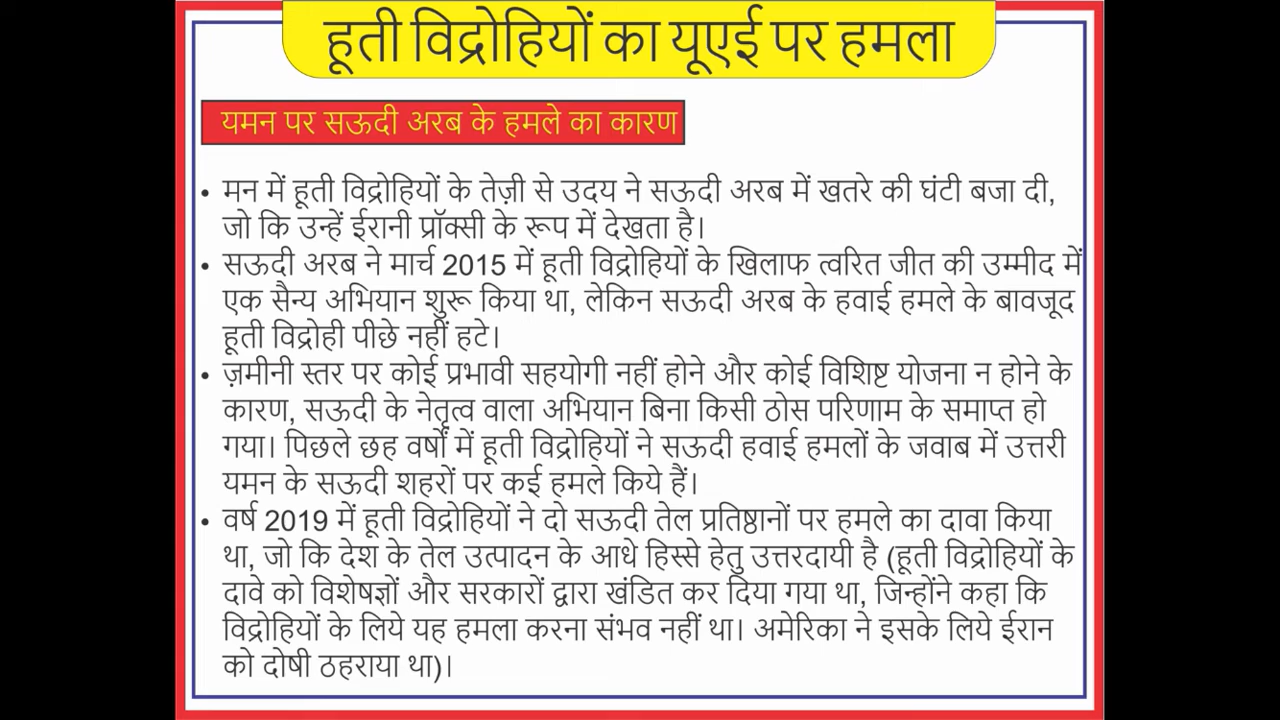 हूती विद्रोहियों का यूएई पर हमला
यमन पर सऊदी अरब के हमले का कारण
• मन में हूती विद्रोहियों के तेज़ी से उदय ने सऊदी अरब में खतरे की घंटी बजा दी,
जो कि उन्हें ईरानी प्रॉक्सी के रूप में देखता है।
• सऊदी अरब ने मार्च 2015 में हूती विद्रोहियों के खिलाफ त्वरित जीत की उम्मीद में
एक सैन्य अभियान शुरू किया था, लेकिन सऊदी अरब के हवाई हमले के बावजूद
हूती विद्रोही पीछे नहीं हटे।
• ज़मीनी स्तर पर कोई प्रभावी सहयोगी नहीं होने और कोई विशिष्ट योजना न होने के
कारण, सऊदी के नेतृत्व वाला अभियान बिना किसी ठोस परिणाम के समाप्त हो
गया। पिछले छह वर्षों में हूती विद्रोहियों ने सऊदी हवाई हमलों के जवाब में उत्तरी
यमन के सऊदी शहरों पर कई हमले किये हैं।
• वर्ष 2019 में हूती विद्रोहियों ने दो सऊदी तेल प्रतिष्ठानों पर हमले का दावा किया
था, जो कि देश के तेल उत्पादन के आधे हिस्से हेतु उत्तरदायी है (हूती विद्रोहियों के
दावे को विशेषज्ञों और सरकारों द्वारा खंडित कर दिया गया था, जिन्होंने कहा कि
विद्रोहियों के लिये यह हमला करना संभव नहीं था। अमेरिका ने इसके लिये ईरान
को दोषी ठहराया था)।